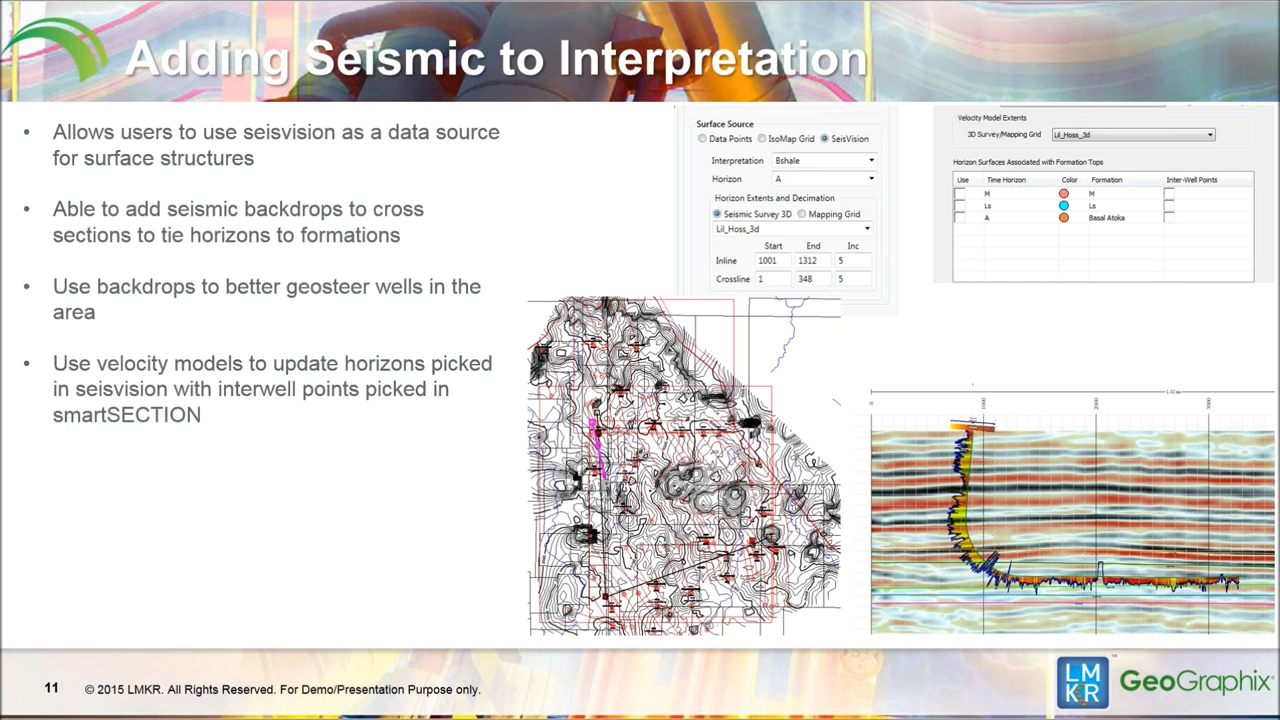 Adding Seismic to Interpretation
• Allows users to use seisvision as a data source
for surface structures
• Able to add seismic backdrops to cross
sections to tie horizons to formations
• Use backdrops to better geosteer wells in the
area
• Use velocity models to update horizons picked
in seisvision with interwell points picked in
smartSECTION
Surface Source
Data Points IsoMap Grid SeisVision
Interpretation Bshale
Horizon A
Horizon Extents and Decimation
Seismic Survey 3D Mapping Grid
Lil_Hoss_3d
Start End Inc
Inline 1001 1312 5
Crossline 1 348 5
Velocity Model Extents
3D Survey/Mapping Grid Lil_Hoss_3d
Horizon Surfaces Associated with Formation Tops
Use Time Horizon Color Formation Inter-Well Points
M M
Ls Ls
A Basal Atoka
0 1000 2000 3000
11 © 2015 LMKR. All Rights Reserved. For Demo/Presentation Purpose only.
LM
KR
GeoGraphix